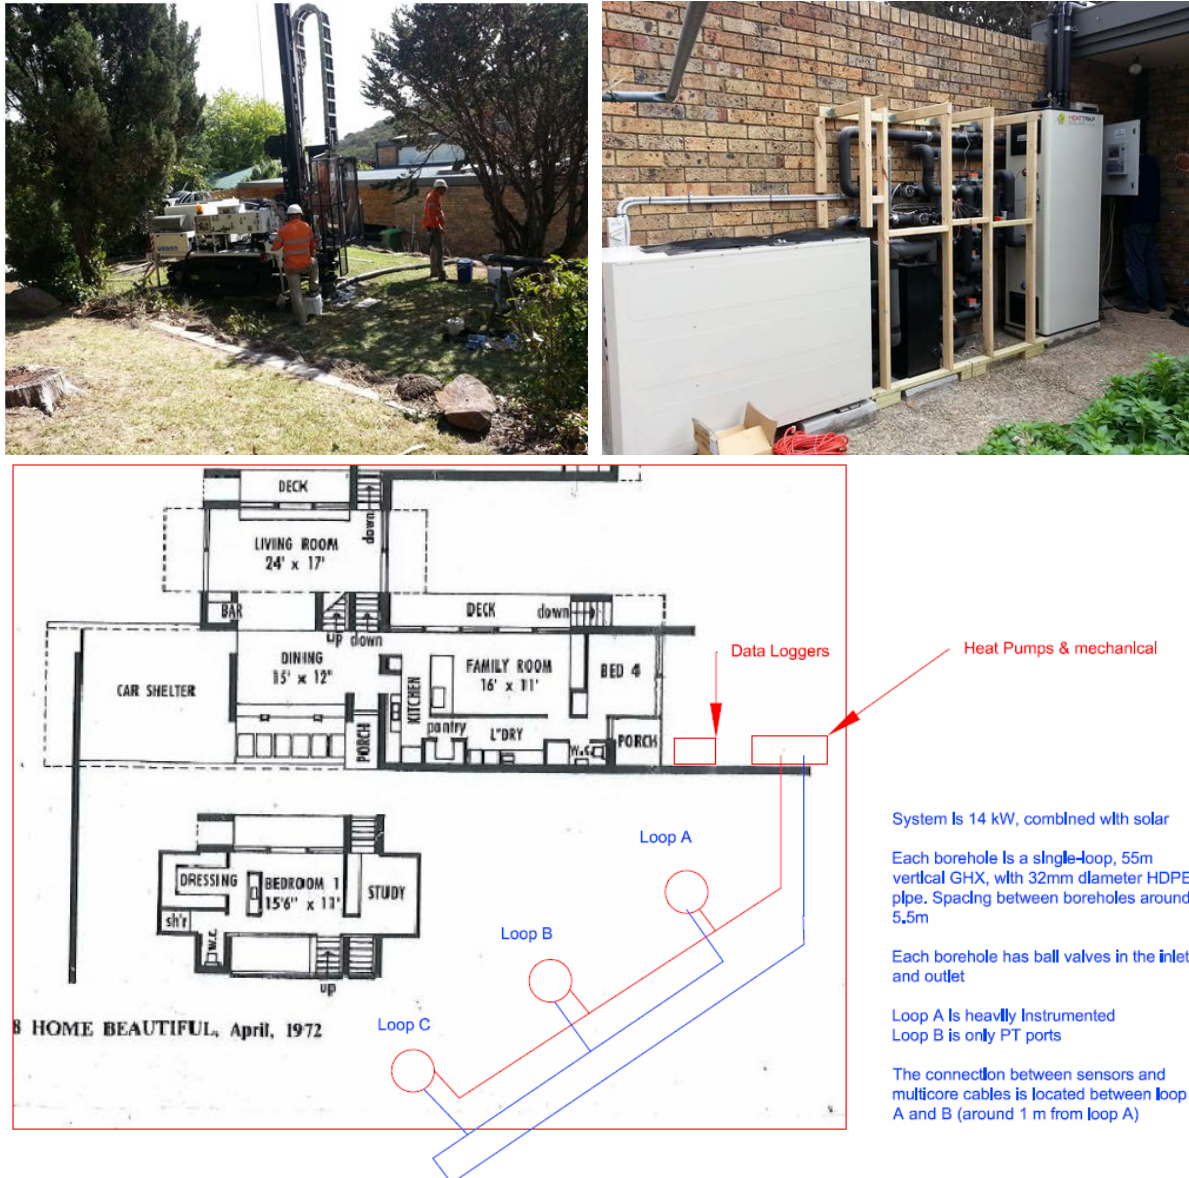 HEATTRAP
DECK
LIVING ROOM
24' x 17'
down
BAR
DECK
down
up down
DINING
15' x 12"
CAR SHELTER
KITCHEN
FAMILY ROOM
16' x 11'
BED 4
pantry
L'DRY
w.c.
PORCH
PORCH
Data Loggers
Heat Pumps & mechanical
DRESSING
BEDROOM 1
15'6" x 11'
STUDY
sh'r
w.c.
up
8 HOME BEAUTIFUL, April, 1972
Loop A
Loop B
Loop C
System is 14 kW, combined with solar
Each borehole is a single-loop, 55m
vertical GHX, with 32mm diameter HDPE
pipe. Spacing between boreholes around
5.5m
Each borehole has ball valves in the inlet
and outlet
Loop A is heavily instrumented
Loop B is only PT ports
The connection between sensors and
multicore cables is located between loop
A and B (around 1 m from loop A)